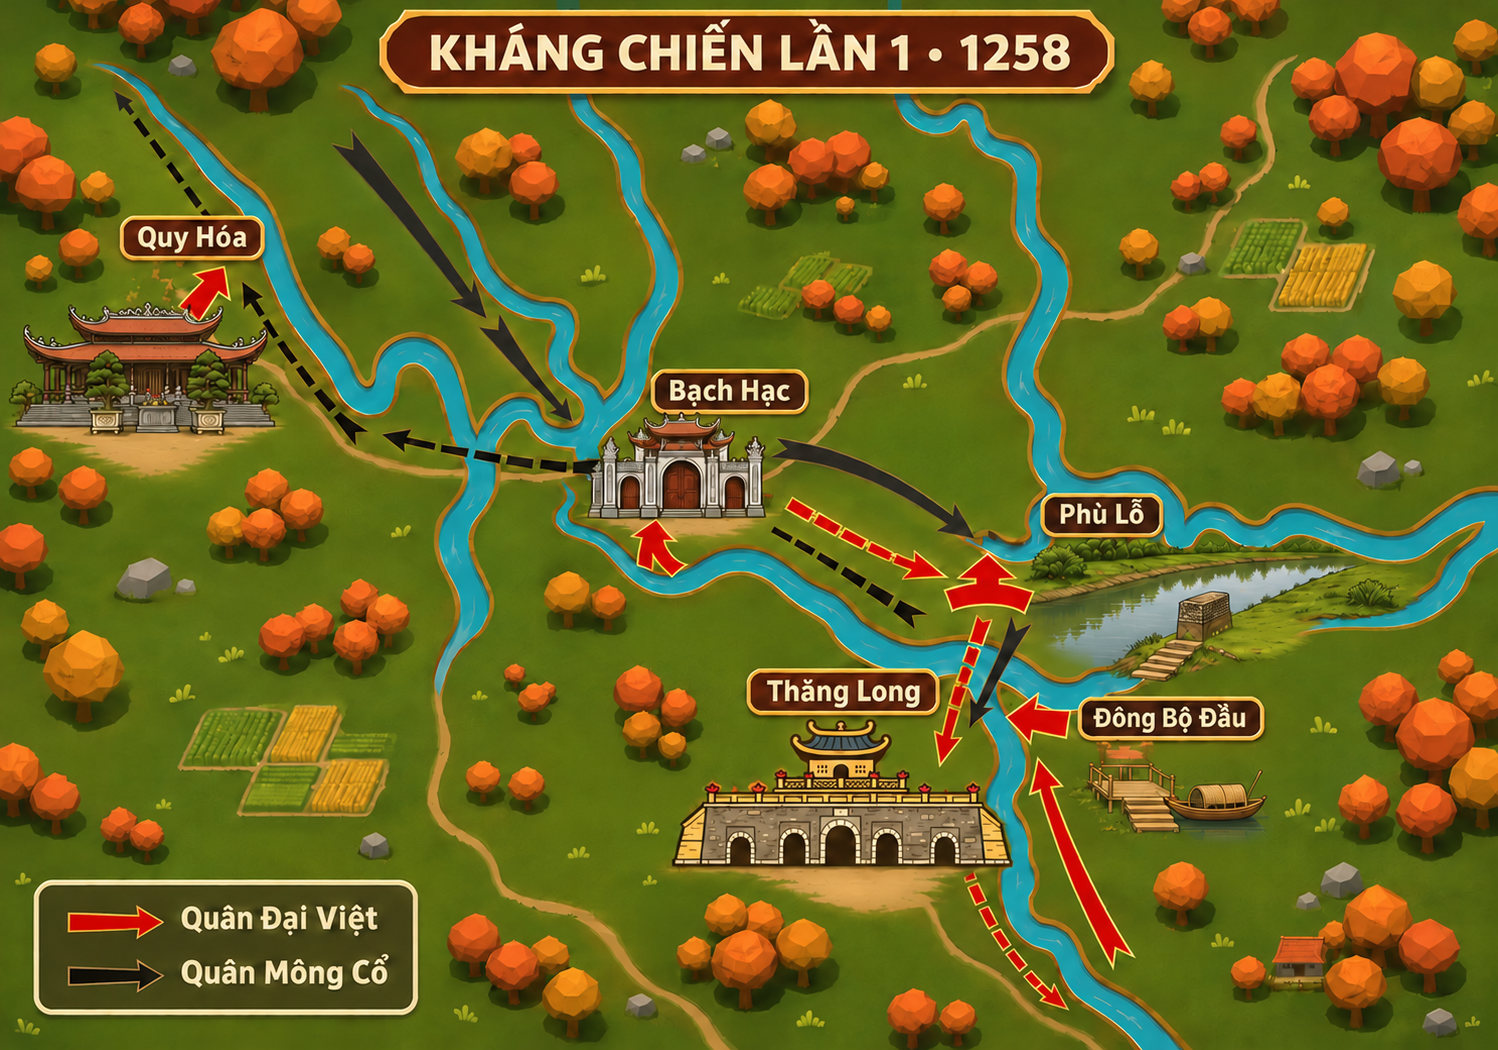 KHÁNG CHIẾN LẦN 1 • 1258
Quy Hóa
Bạch Hạc
Phù Lỗ
Thăng Long
Đông Bộ Đầu
Quân Đại Việt
Quân Mông Cổ